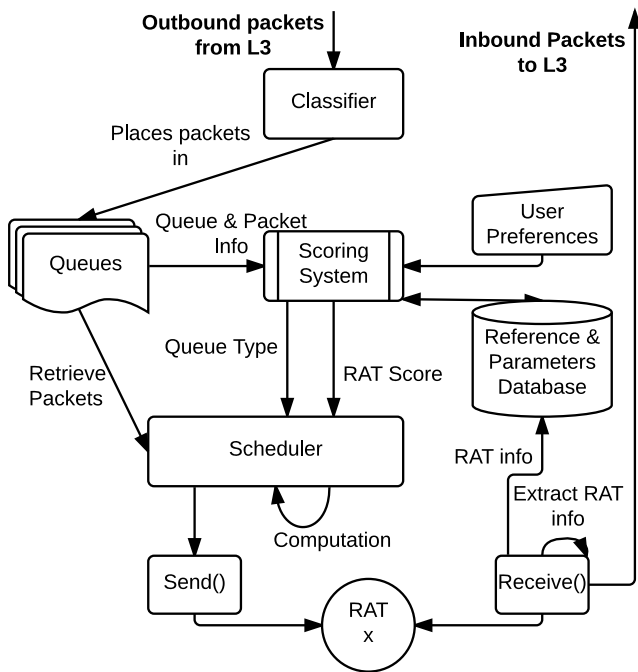 Outbound packets
from L3
Inbound Packets
to L3
Classifier
Places packets
in
Queue & Packet
Info
Queues
Scoring
System
User
Preferences
Queue Type
RAT Score
Reference &
Parameters
Database
Retrieve
Packets
Scheduler
RAT info
Extract RAT
info
Computation
Send()
RAT
x
Receive()